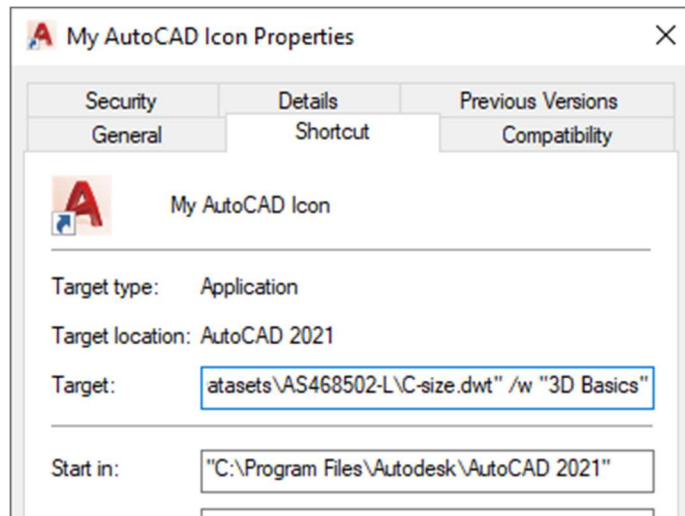 My AutoCAD Icon Properties
Security Details Previous Versions
General Shortcut Compatibility
My AutoCAD Icon
Target type: Application
Target location: AutoCAD 2021
Target: atasets\AS468502-L\C-size.dwt" /w "3D Basics"
Start in: "C:\Program Files\Autodesk\AutoCAD 2021"